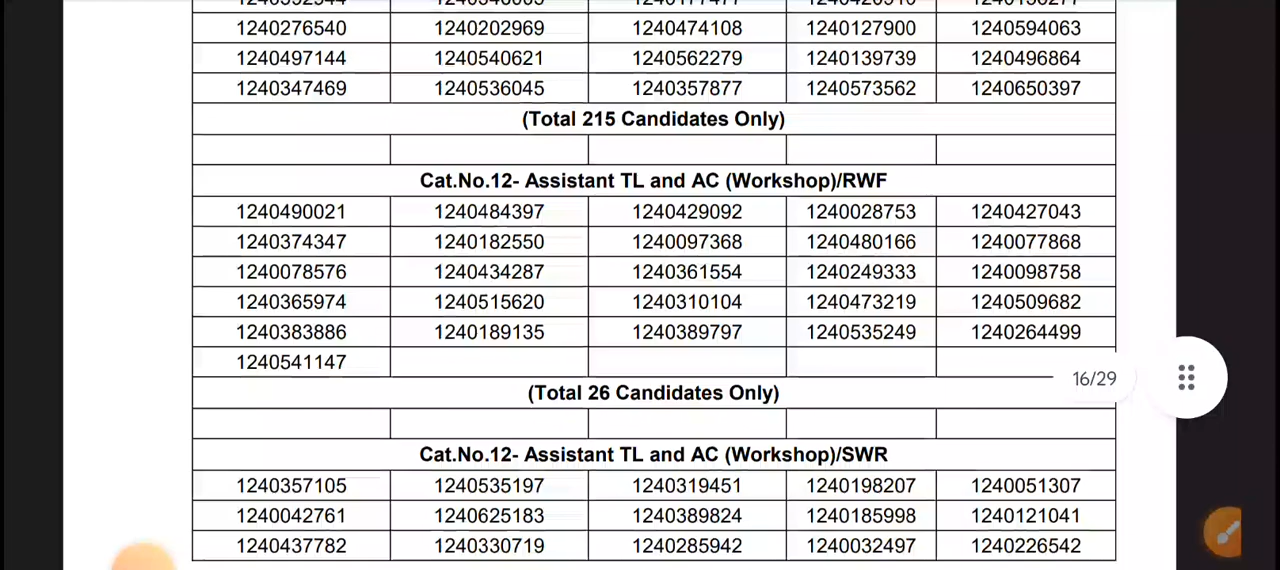 1240276540 1240202969 1240474108 1240127900 1240594063
1240497144 1240540621 1240562279 1240139739 1240496864
1240347469 1240536045 1240357877 1240573562 1240650397
(Total 215 Candidates Only)
Cat.No.12- Assistant TL and AC (Workshop)/RWF
1240490021 1240484397 1240429092 1240028753 1240427043
1240374347 1240182550 1240097368 1240480166 1240077868
1240078576 1240434287 1240361554 1240249333 1240098758
1240365974 1240515620 1240310104 1240473219 1240509682
1240383886 1240189135 1240389797 1240535249 1240264499
1240541147
16/29
(Total 26 Candidates Only)
Cat.No.12- Assistant TL and AC (Workshop)/SWR
1240357105 1240535197 1240319451 1240198207 1240051307
1240042761 1240625183 1240389824 1240185998 1240121041
1240437782 1240330719 1240285942 1240032497 1240226542